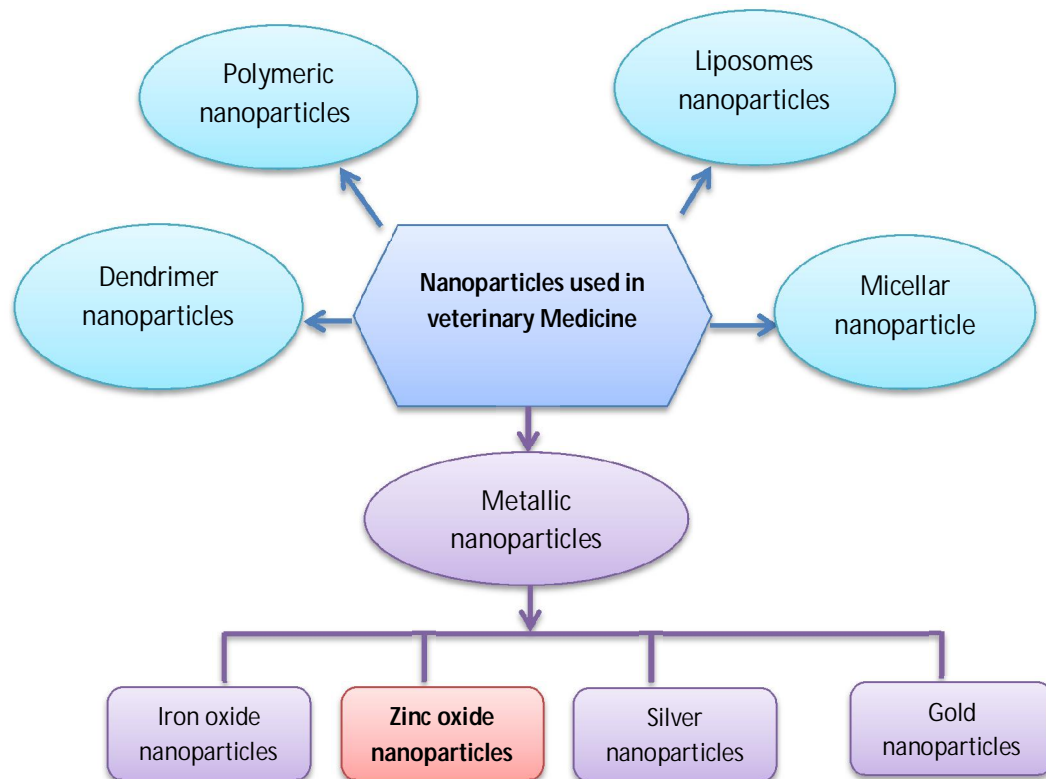 Polymeric
nanoparticles
Liposomes
nanoparticles
Dendrimer
nanoparticles
Nanoparticles used in
veterinary Medicine
Micellar
nanoparticle
Metallic
nanoparticles
Iron oxide
nanoparticles
Zinc oxide
nanoparticles
Silver
nanoparticles
Gold
nanoparticles